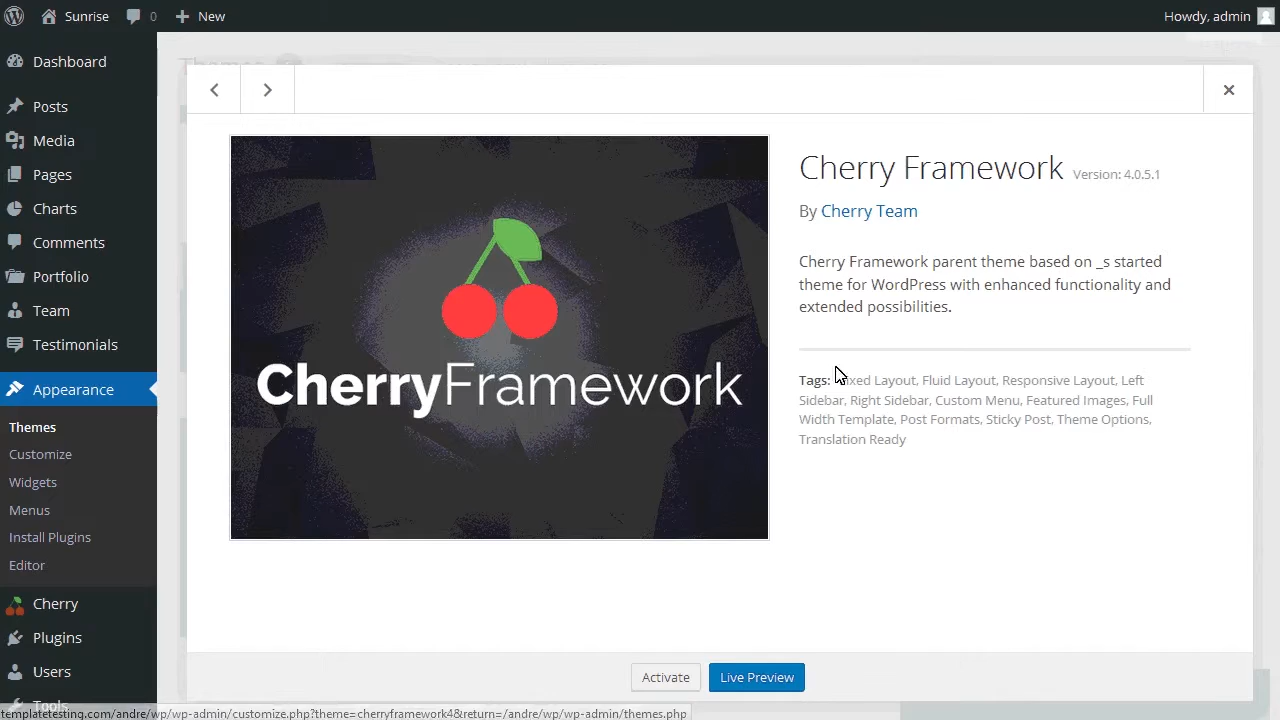 Sunrise 0 New Howdy, admin
Dashboard
Posts
Media
Pages
Charts
Comments
Portfolio
Team
Testimonials
Appearance
Themes
Customize
Widgets
Menus
Install Plugins
Editor
Cherry
Plugins
Users
Tools
Themes
CherryFramework
Cherry Framework Version: 4.0.5.1
By Cherry Team
Cherry Framework parent theme based on _s started
theme for WordPress with enhanced functionality and
extended possibilities.
Tags: Fixed Layout, Fluid Layout, Responsive Layout, Left
Sidebar, Right Sidebar, Custom Menu, Featured Images, Full
Width Template, Post Formats, Sticky Post, Theme Options,
Translation Ready
Activate Live Preview
templatetesting.com/andre/wp/wp-admin/customize.php?theme=cherryframework4&return=/andre/wp/wp-admin/themes.php